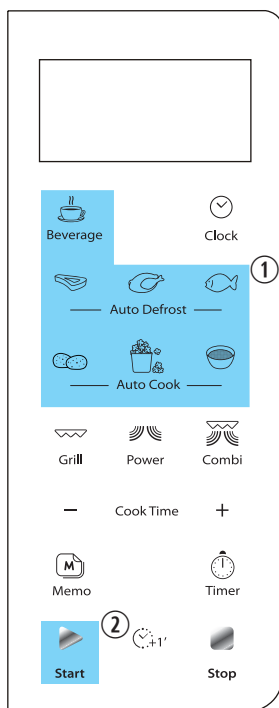 Beverage Clock
①
Auto Defrost
Auto Cook
Grill Power Combi
− Cook Time +
M
Memo Timer
② +1′
Start Stop